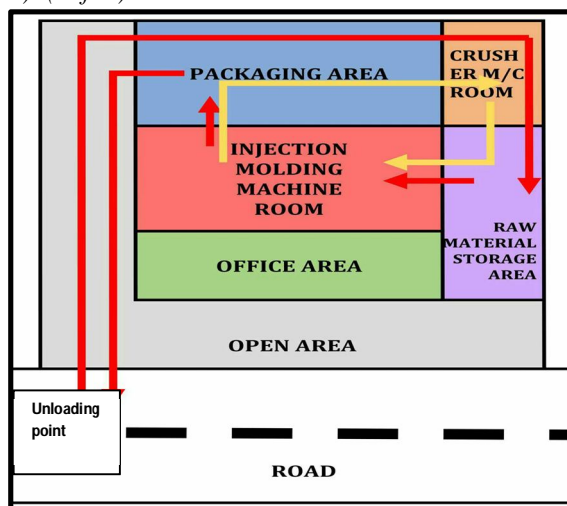 PACKAGING AREA
CRUSH
ER M/C
ROOM
INJECTION
MOLDING
MACHINE
ROOM
RAW
MATERIAL
STORAGE
AREA
OFFICE AREA
OPEN AREA
Unloading
point
ROAD